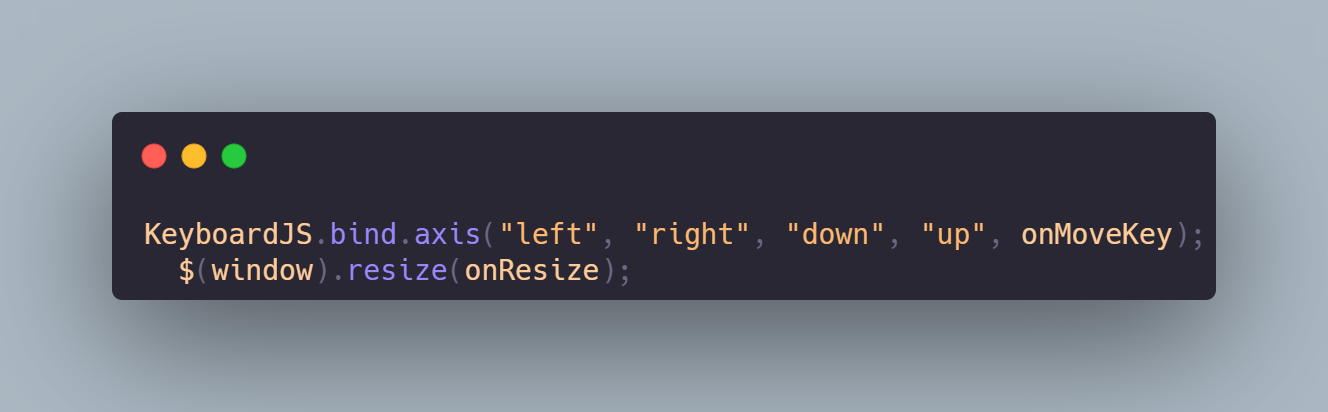 KeyboardJS.bind.axis("left", "right", "down", "up", onMoveKey);
  $(window).resize(onResize);